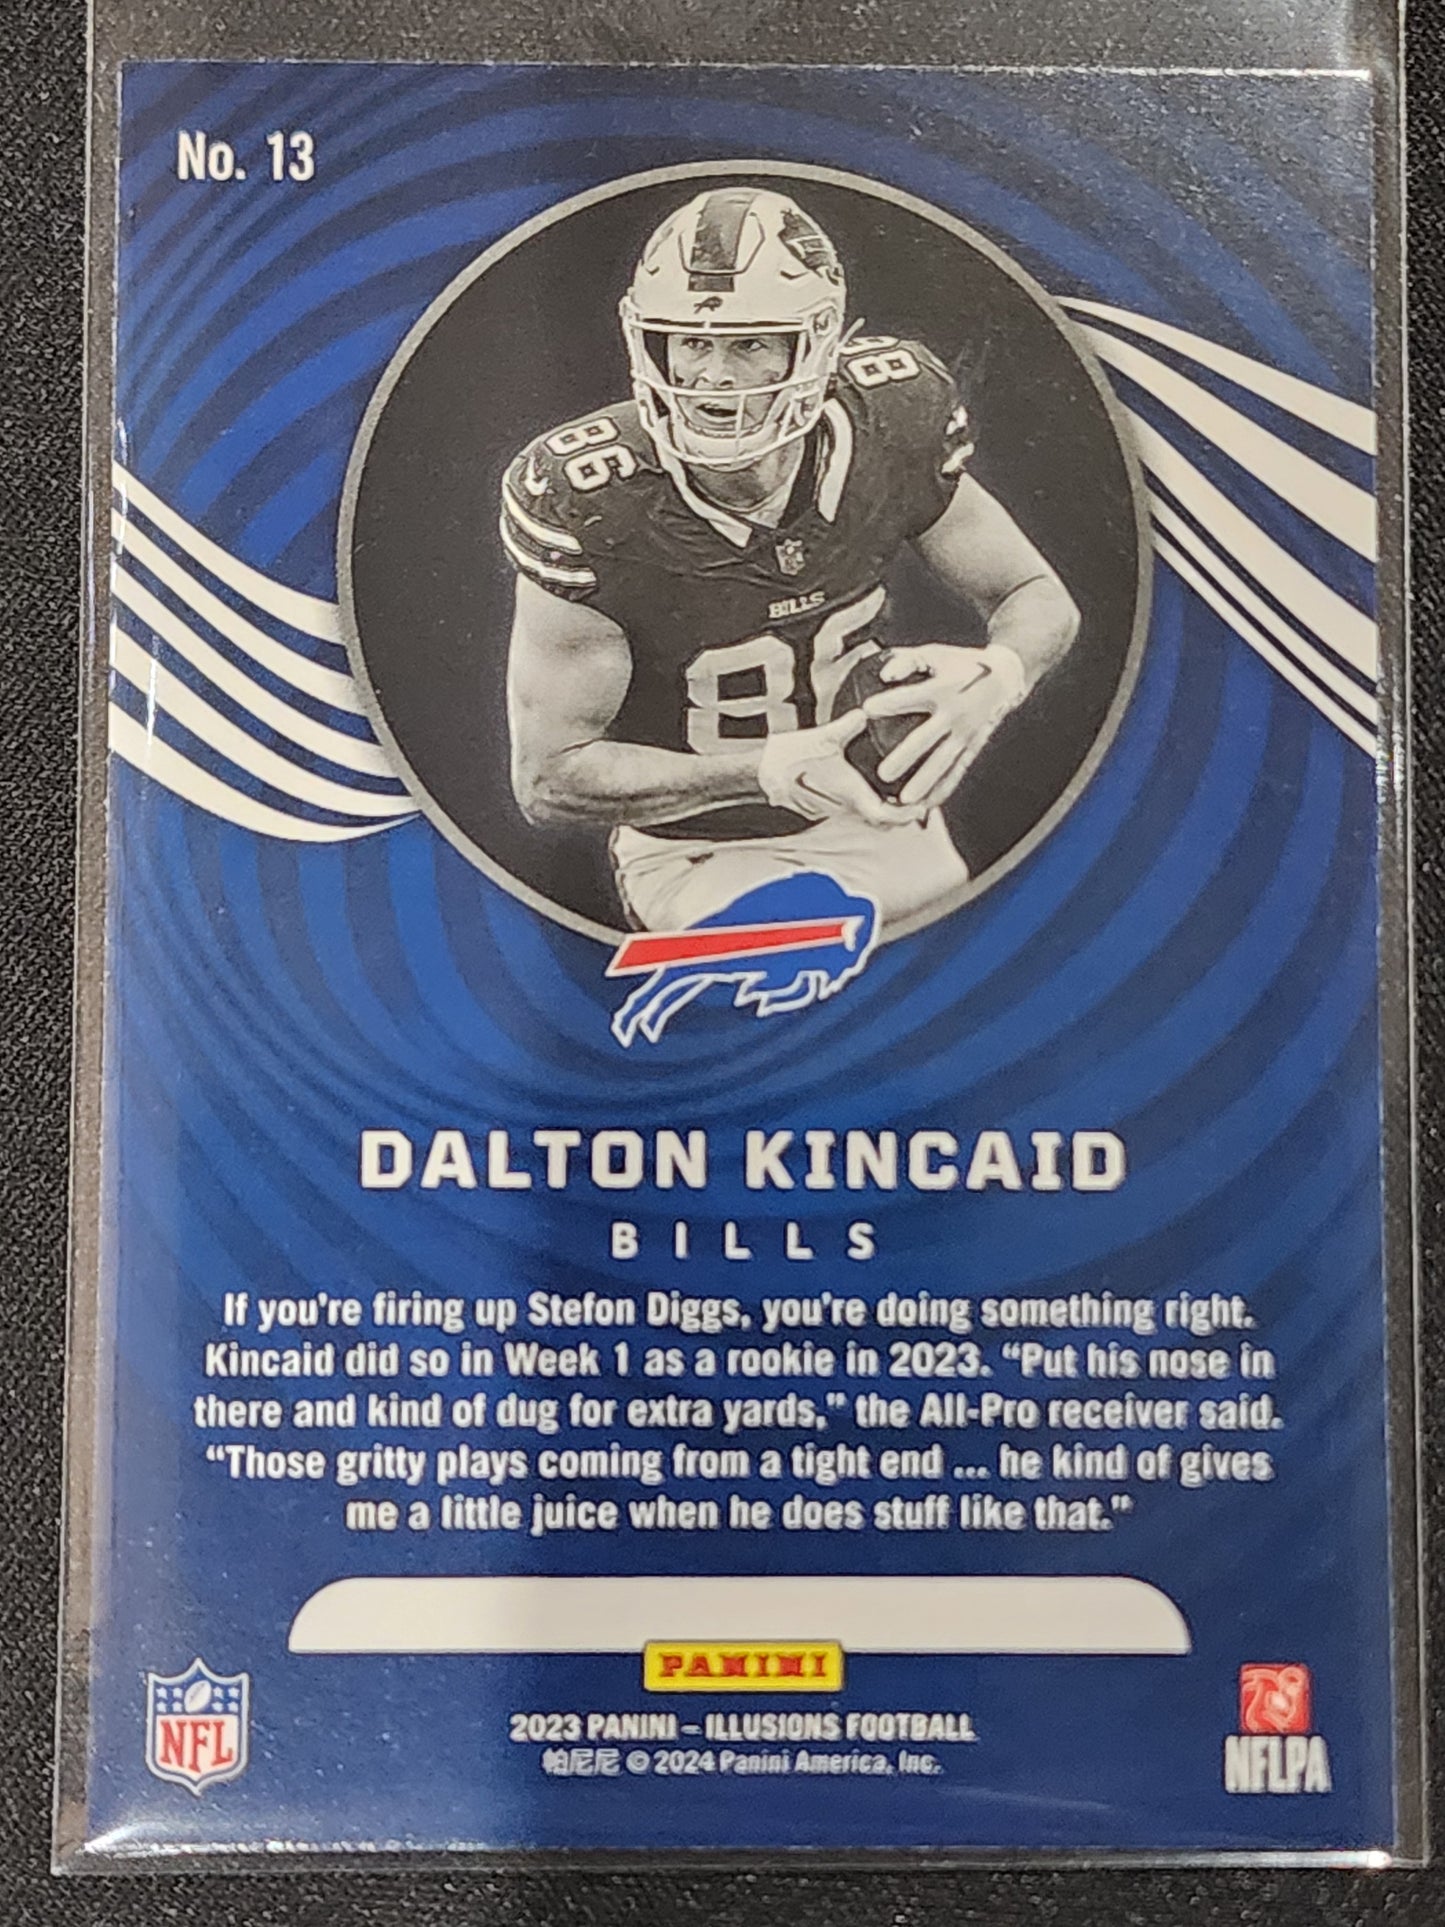 No. 13
86
86
BILLS
86
DALTON KINCAID
BILLS
If you're firing up Stefon Diggs, you're doing something right.
Kincaid did so in Week 1 as a rookie in 2023. “Put his nose in
there and kind of dug for extra yards,” the All-Pro receiver said.
“Those gritty plays coming from a tight end ... he kind of gives
me a little juice when he does stuff like that.”
PANINI
2023 PANINI – ILLUSIONS FOOTBALL
帕尼尼 © 2024 Panini America, Inc.
NFL
NFLPA